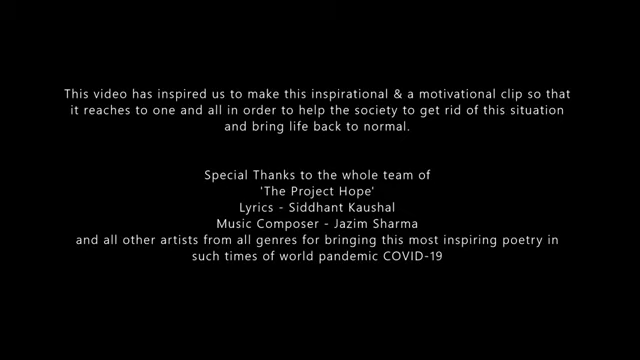 This video has inspired us to make this inspirational & a motivational clip so that
it reaches to one and all in order to help the society to get rid of this situation
and bring life back to normal.
Special Thanks to the whole team of
'The Project Hope'
Lyrics - Siddhant Kaushal
Music Composer - Jazim Sharma
and all other artists from all genres for bringing this most inspiring poetry in
such times of world pandemic COVID-19